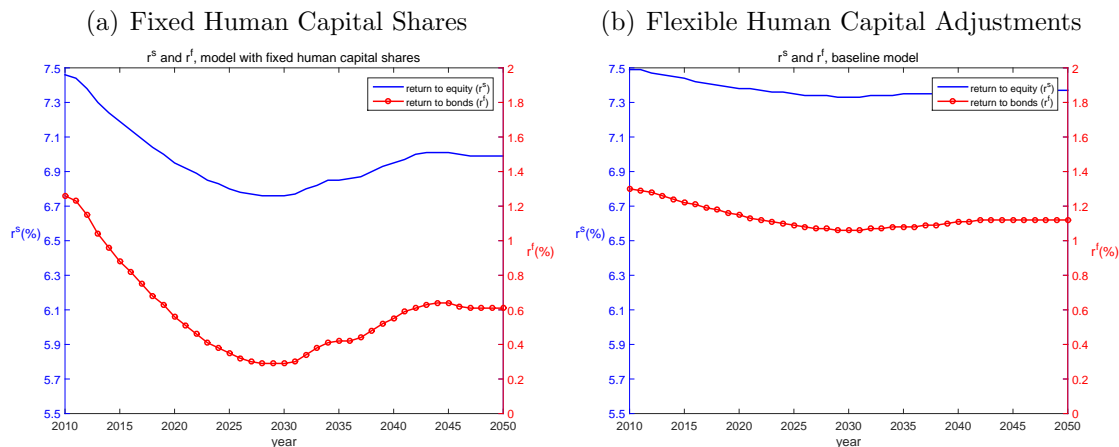 (a) Fixed Human Capital Shares
r^s and r^f, model with fixed human capital shares
7.5
7.3
7.1
6.9
6.7
6.5
6.3
6.1
5.9
5.7
5.5
r^s(%)
2
1.8
1.6
1.4
1.2
1
0.8
0.6
0.4
0.2
0
r^f(%)
return to equity (r^s)
return to bonds (r^f)
2010 2015 2020 2025 2030 2035 2040 2045 2050
year
(b) Flexible Human Capital Adjustments
r^s and r^f, baseline model
7.5
7.3
7.1
6.9
6.7
6.5
6.3
6.1
5.9
5.7
5.5
r^s(%)
2
1.8
1.6
1.4
1.2
1
0.8
0.6
0.4
0.2
0
r^f(%)
return to equity (r^s)
return to bonds (r^f)
2010 2015 2020 2025 2030 2035 2040 2045 2050
year